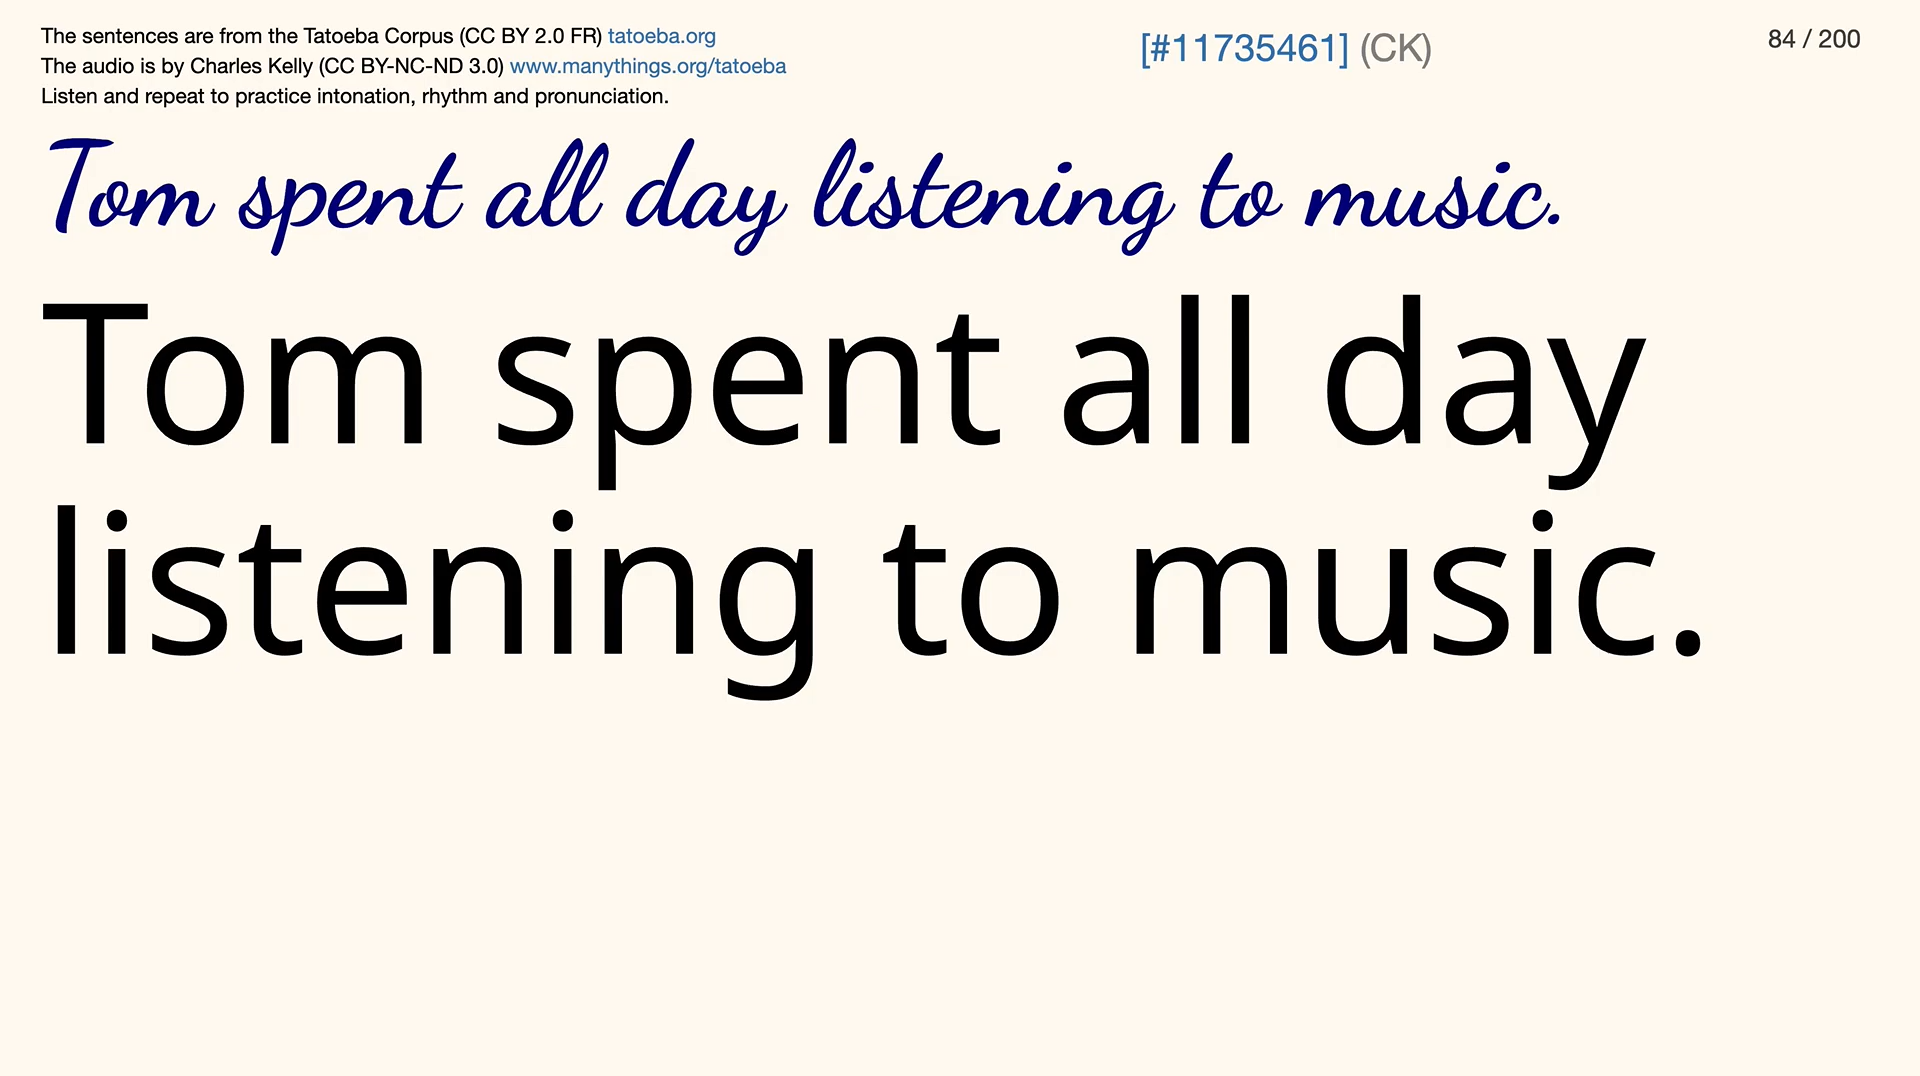 The sentences are from the Tatoeba Corpus (CC BY 2.0 FR) tatoeba.org
The audio is by Charles Kelly (CC BY-NC-ND 3.0) www.manythings.org/tatoeba
Listen and repeat to practice intonation, rhythm and pronunciation.
[#11735461] (CK)
84 / 200
Tom spent all day listening to music.
Tom spent all day
listening to music.